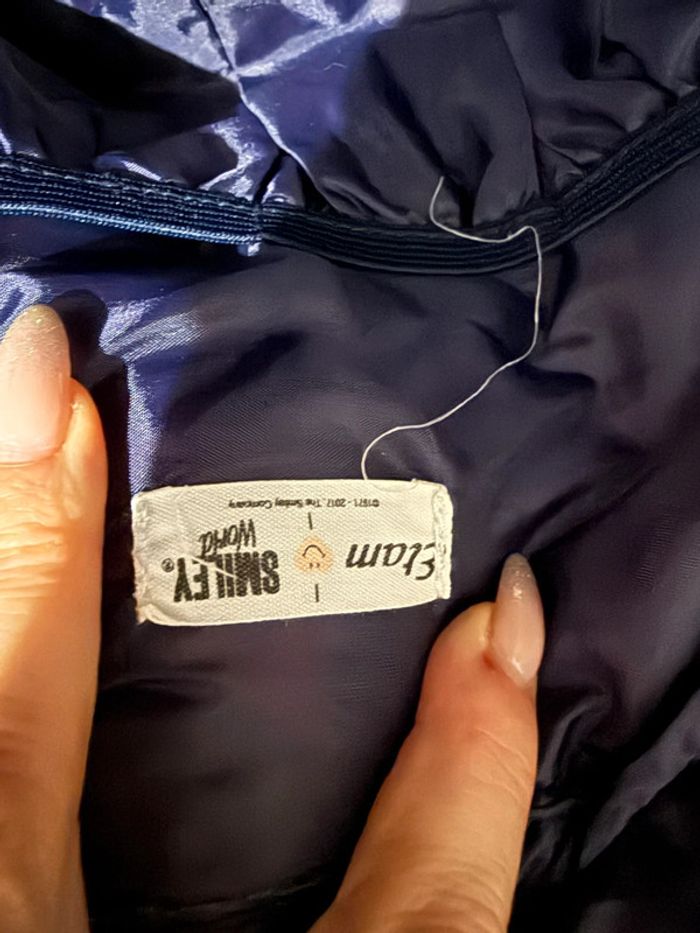 Etam
SMILEY®
World
©1971 - 2017, The Smiley Company